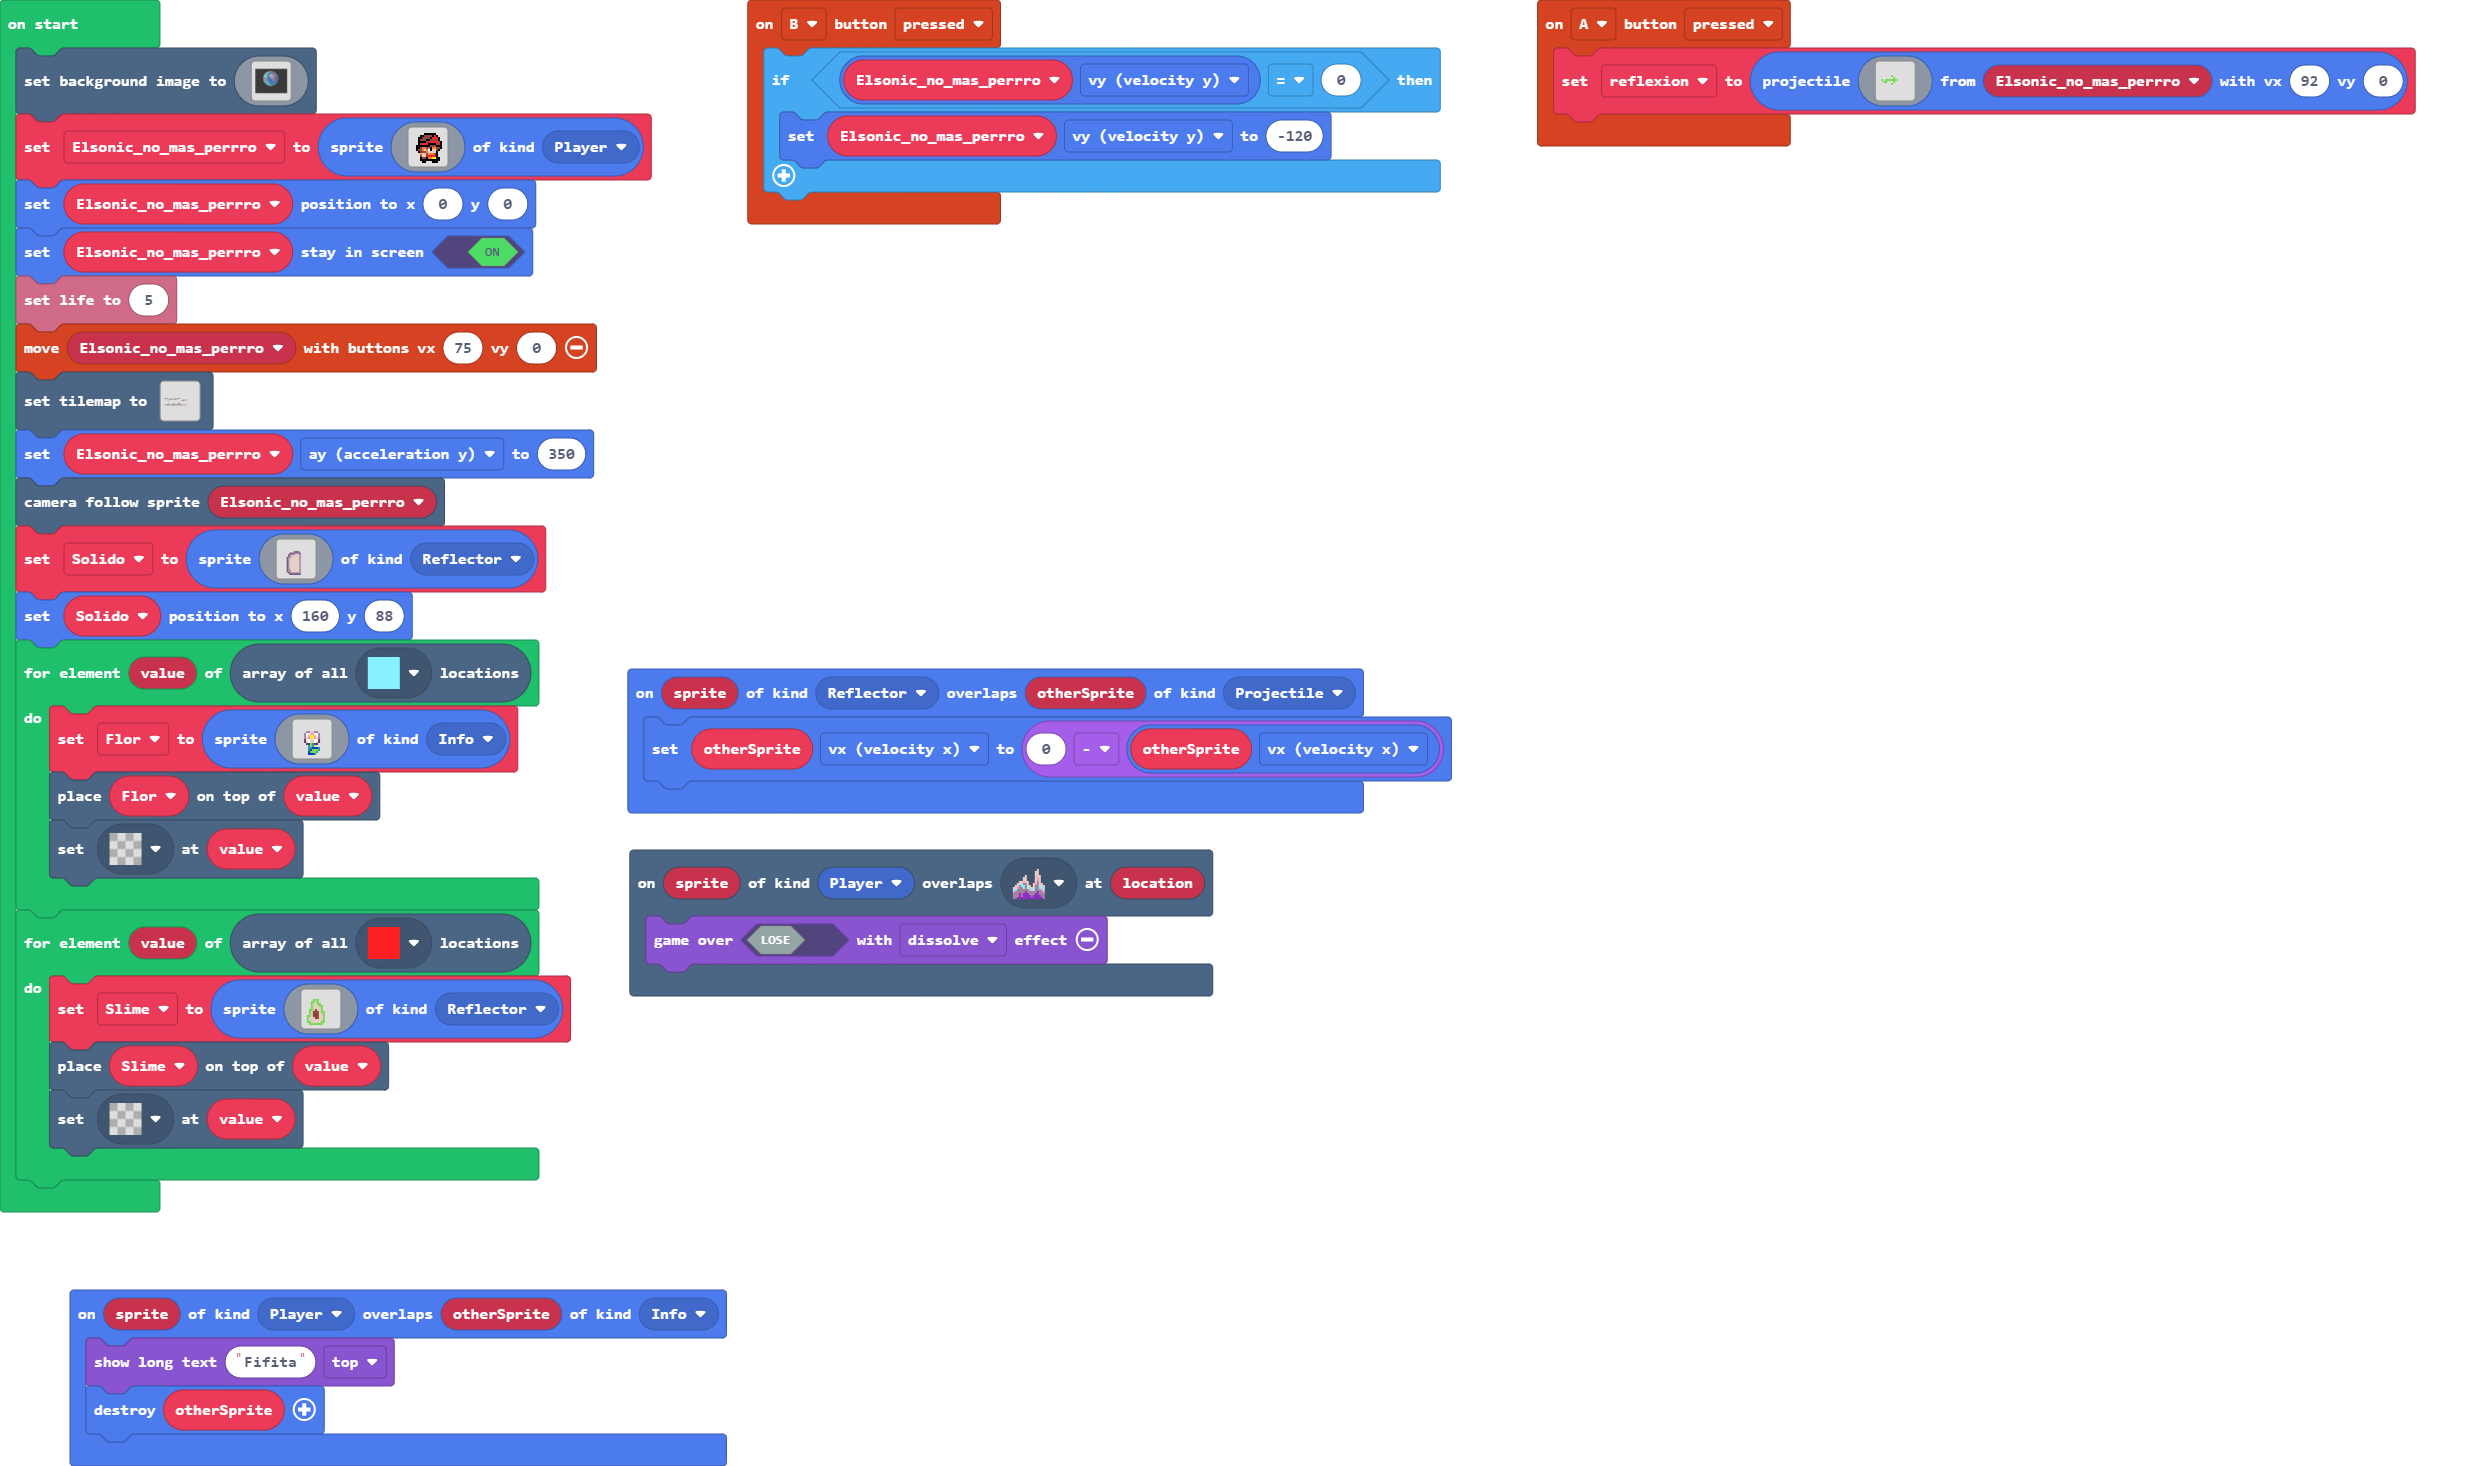 on start
set background image to
set Elsonic_no_mas_perrro to sprite of kind Player
set Elsonic_no_mas_perrro position to x 0 y 0
set Elsonic_no_mas_perrro stay in screen ON
set life to 5
move Elsonic_no_mas_perrro with buttons vx 75 vy 0
set tilemap to
set Elsonic_no_mas_perrro ay (acceleration y) to 350
camera follow sprite Elsonic_no_mas_perrro
set Solido to sprite of kind Reflector
set Solido position to x 160 y 88
for element value of array of all locations
do
set Flor to sprite of kind Info
place Flor on top of value
set at value
for element value of array of all locations
do
set Slime to sprite of kind Reflector
place Slime on top of value
set at value
on B button pressed
if Elsonic_no_mas_perrro vy (velocity y) = 0 then
set Elsonic_no_mas_perrro vy (velocity y) to -120
on A button pressed
set reflexion to projectile from Elsonic_no_mas_perrro with vx 92 vy 0
on sprite of kind Reflector overlaps otherSprite of kind Projectile
set otherSprite vx (velocity x) to 0 - otherSprite vx (velocity x)
on sprite of kind Player overlaps at location
game over LOSE with dissolve effect
on sprite of kind Player overlaps otherSprite of kind Info
show long text "Fifita" top
destroy otherSprite